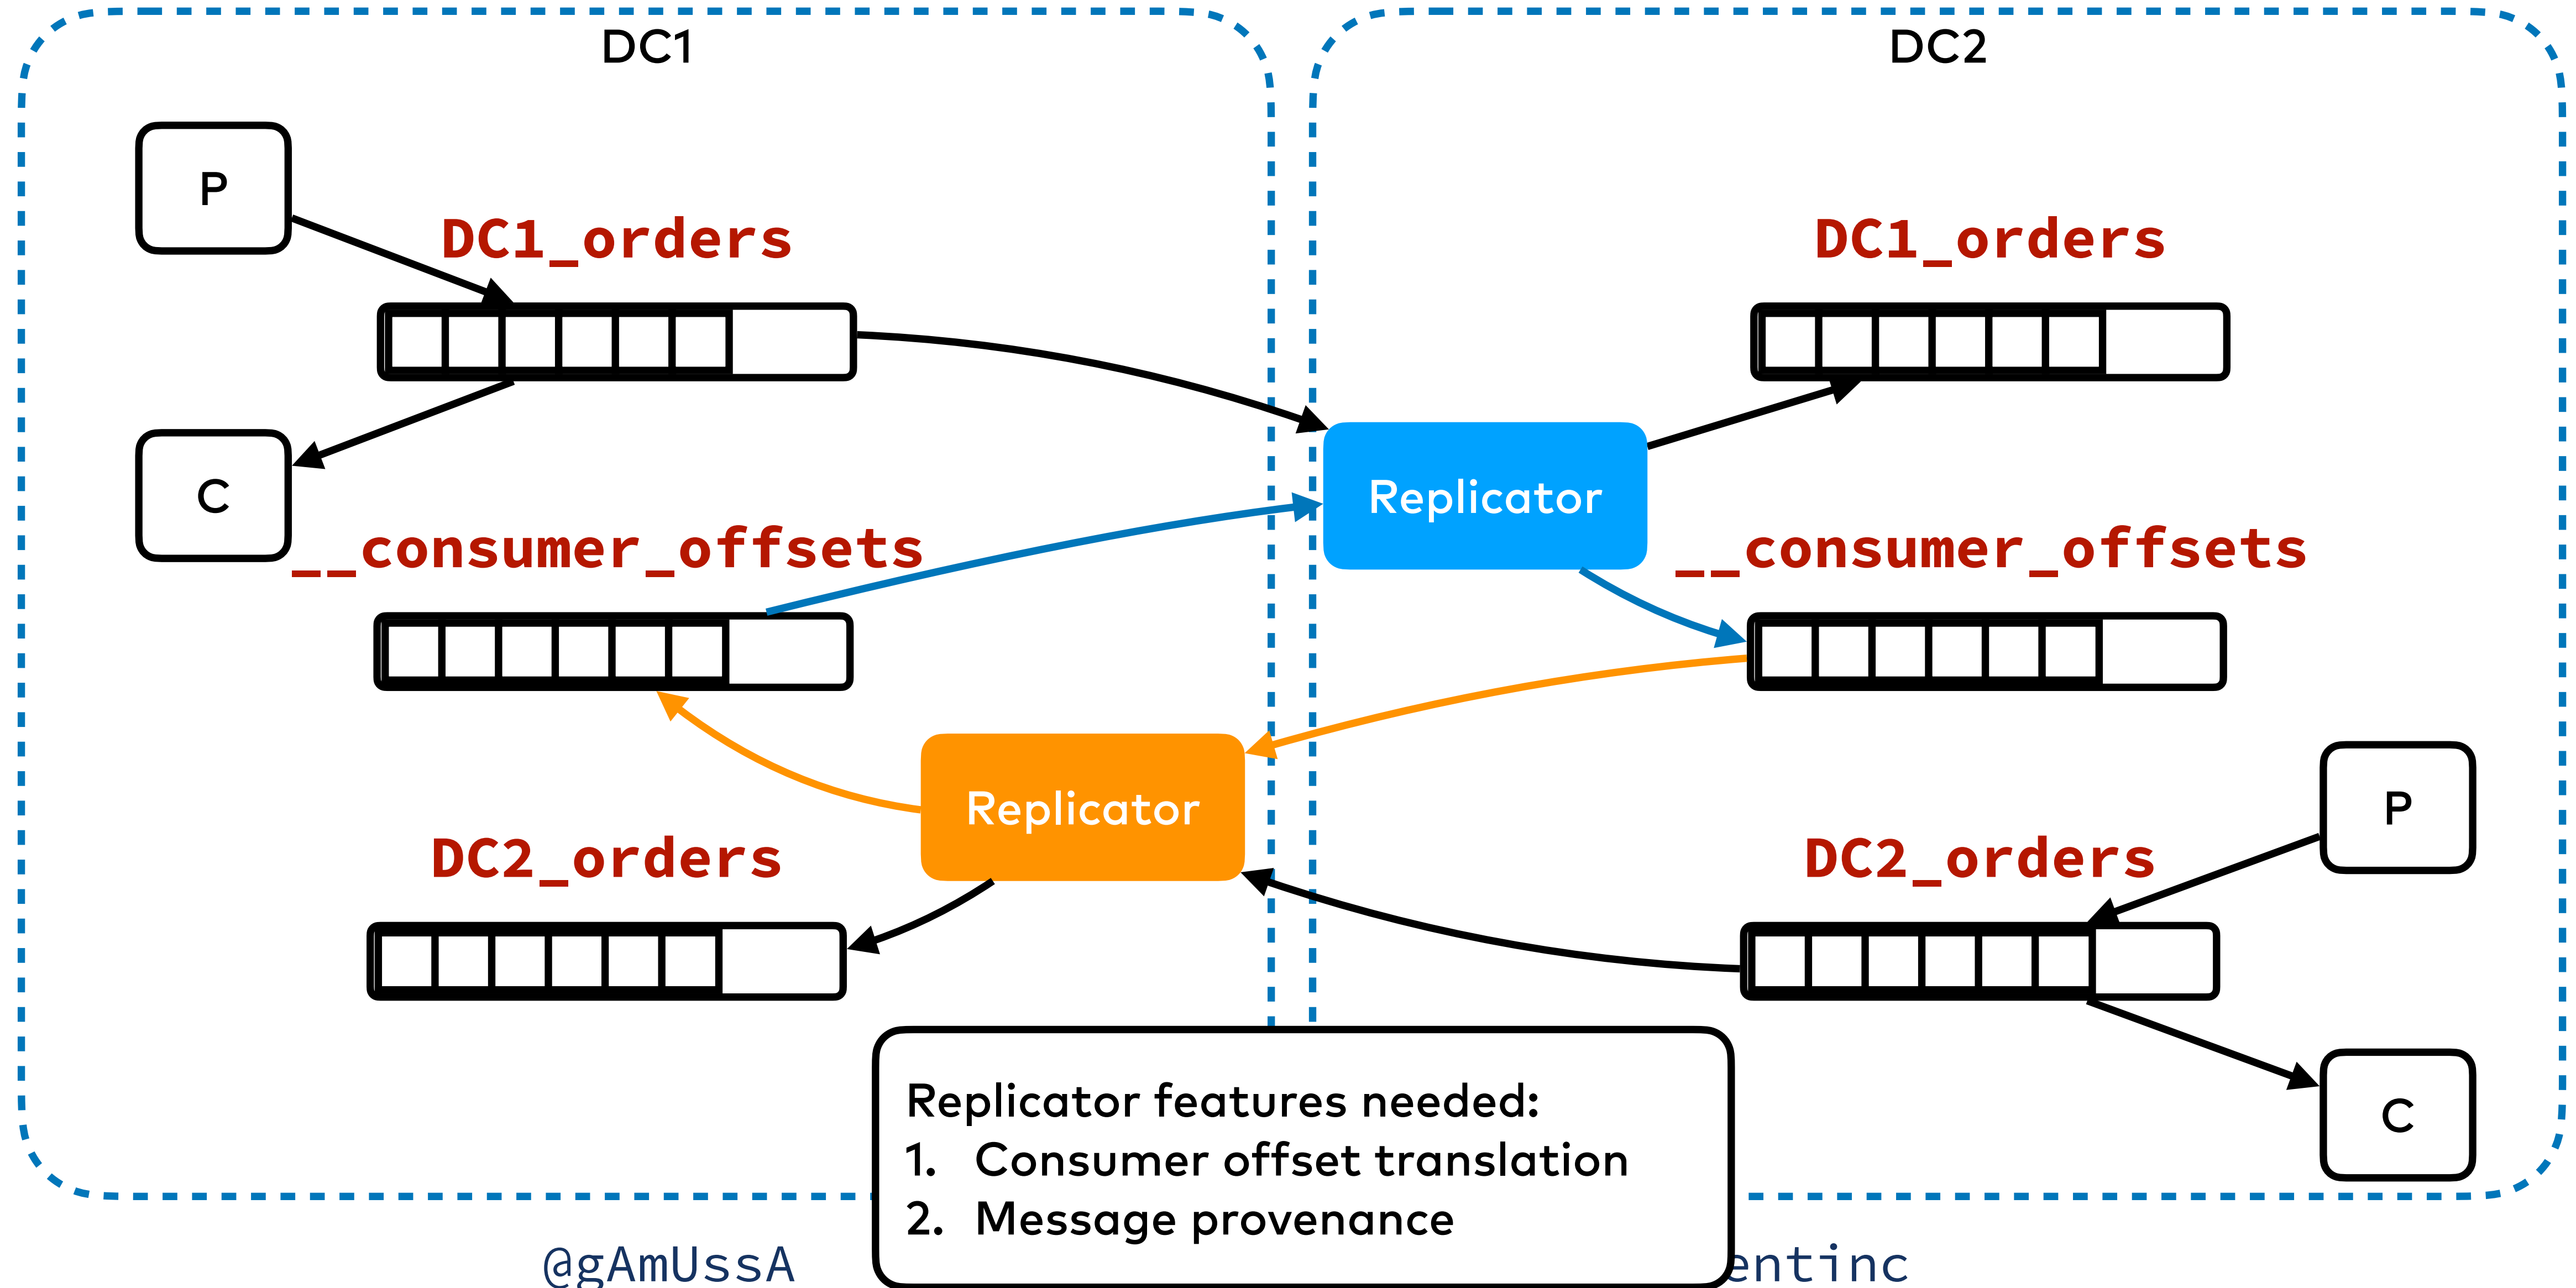 DC1
DC2
P
DC1_orders
DC1_orders
C
Replicator
__consumer_offsets
__consumer_offsets
Replicator
P
DC2_orders
DC2_orders
C
Replicator features needed:
1. Consumer offset translation
2. Message provenance
@gAmUssA